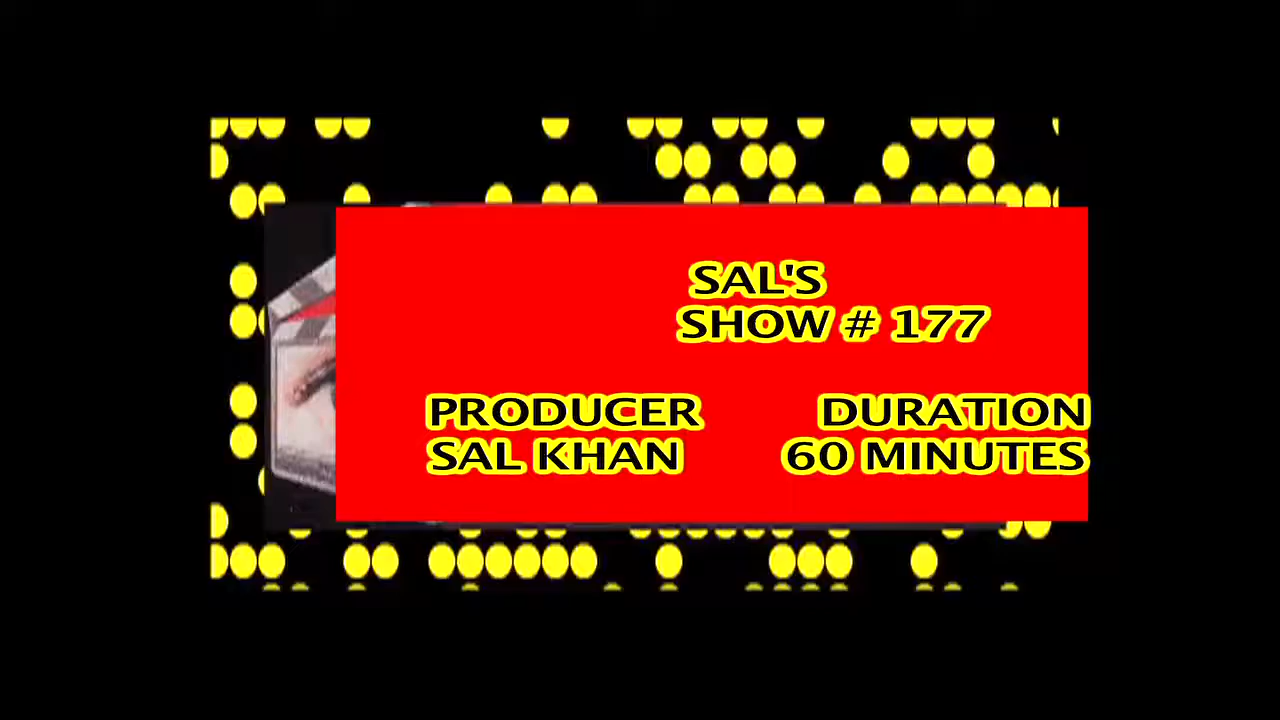 SAL'S
SHOW # 177
PRODUCER
SAL KHAN
DURATION
60 MINUTES